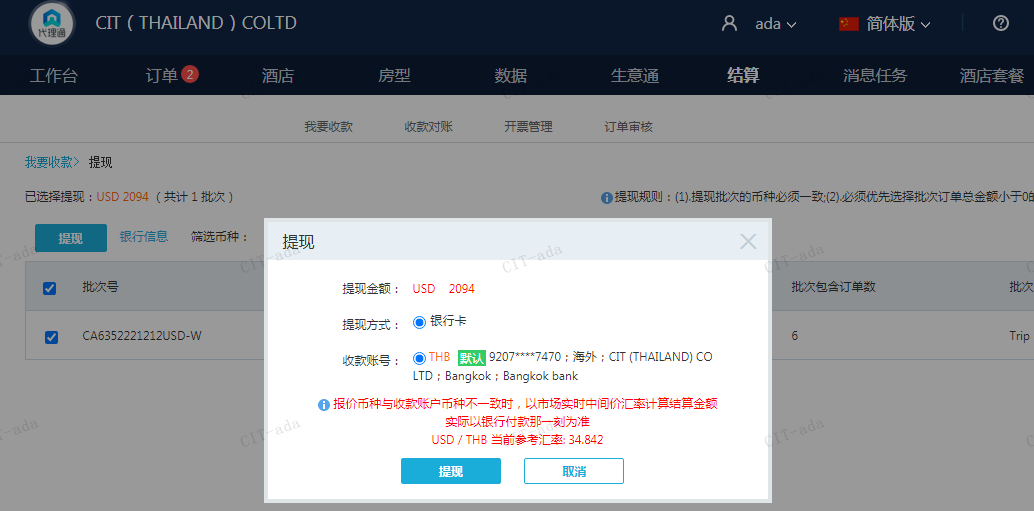 代理通
CIT ( THAILAND ) COLTD
ada
简体版
工作台
订单 2
酒店
房型
数据
生意通
结算
消息任务
酒店套餐
我要收款
收款对账
开票管理
订单审核
我要收款> 提现
已选择提现：USD 2094 （ 共计 1 批次 ）
提现规则：(1).提现批次的币种必须一致;(2).必须优先选择批次订单总金额小于0的
提现
银行信息
筛选币种：
批次号
批次包含订单数
批次
CA6352221212USD-W
6
Trip
提现
提现金额： USD 2094
提现方式： 银行卡
收款账号： THB 默认 9207****7470；海外；CIT (THAILAND) CO
LTD；Bangkok；Bangkok bank
报价币种与收款账户币种不一致时，以市场实时中间价汇率计算结算金额
实际以银行付款那一刻为准
USD / THB 当前参考汇率: 34.842
提现
取消
CIT-ada
CIT-ada
CIT-ada
CIT-ada